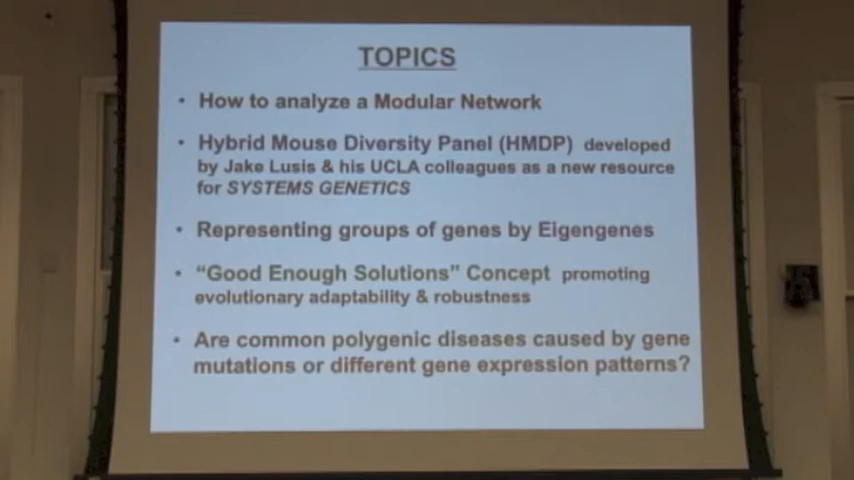 TOPICS
• How to analyze a Modular Network
• Hybrid Mouse Diversity Panel (HMDP) developed
by Jake Lusis & his UCLA colleagues as a new resource
for SYSTEMS GENETICS
• Representing groups of genes by Eigengenes
• “Good Enough Solutions” Concept promoting
evolutionary adaptability & robustness
• Are common polygenic diseases caused by gene
mutations or different gene expression patterns?